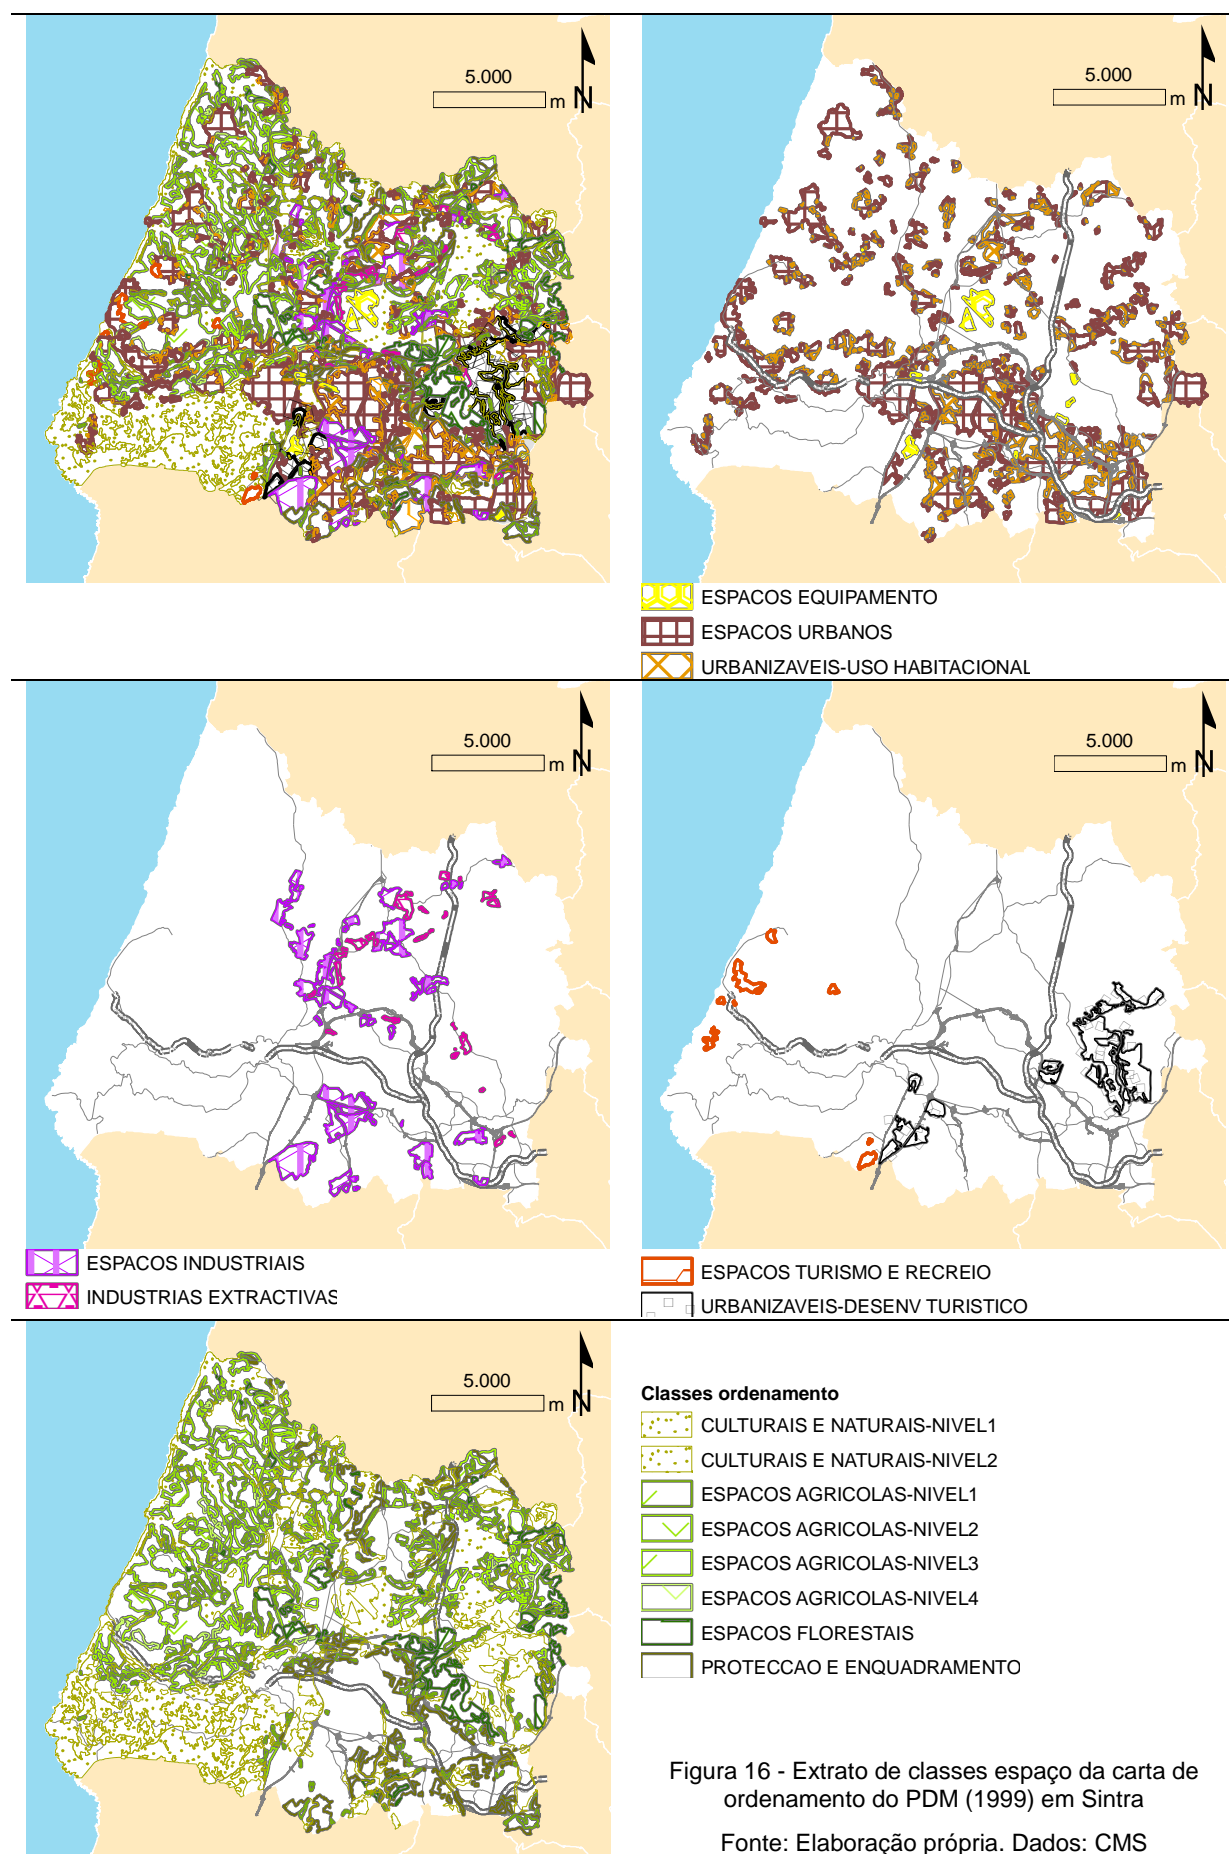 5.000
m N
5.000
m N
ESPACOS EQUIPAMENTO
ESPACOS URBANOS
URBANIZAVEIS-USO HABITACIONAL
5.000
m N
5.000
m N
ESPACOS INDUSTRIAIS
INDUSTRIAS EXTRACTIVAS
ESPACOS TURISMO E RECREIO
URBANIZAVEIS-DESENV TURISTICO
5.000
m N
Classes ordenamento
CULTURAIS E NATURAIS-NIVEL1
CULTURAIS E NATURAIS-NIVEL2
ESPACOS AGRICOLAS-NIVEL1
ESPACOS AGRICOLAS-NIVEL2
ESPACOS AGRICOLAS-NIVEL3
ESPACOS AGRICOLAS-NIVEL4
ESPACOS FLORESTAIS
PROTECCAO E ENQUADRAMENTO
Figura 16 - Extrato de classes espaço da carta de
ordenamento do PDM (1999) em Sintra
Fonte: Elaboração própria. Dados: CMS